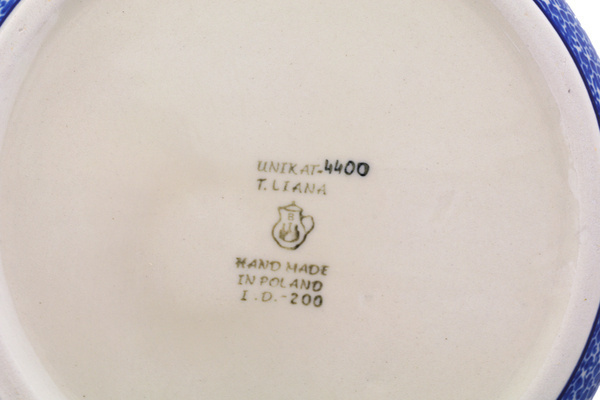 UNIKAT-4400
T. LIANA
B
HAND MADE
IN POLAND
I.D.-200